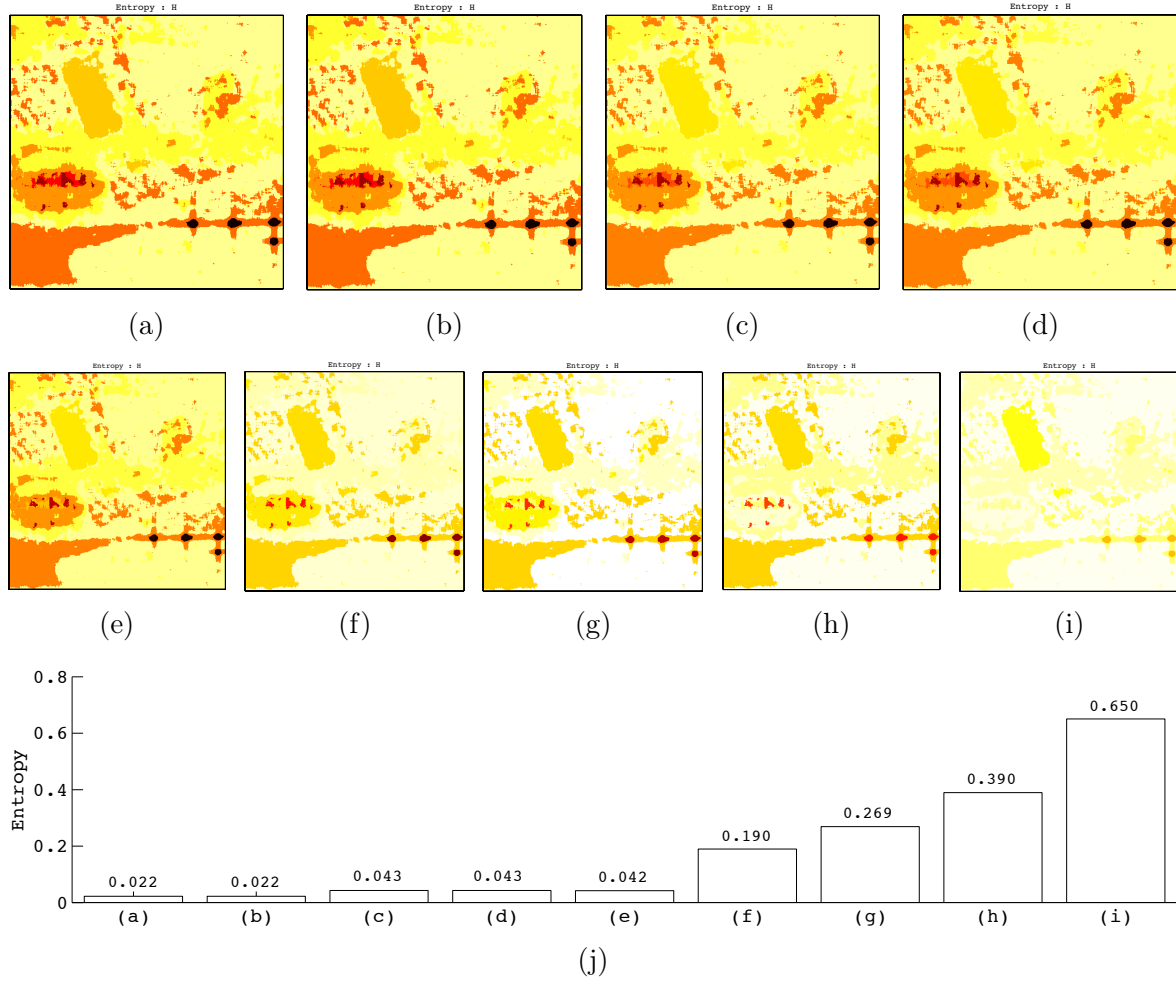 Entropy : H
Entropy : H
Entropy : H
Entropy : H
(a)
(b)
(c)
(d)
Entropy : H
Entropy : H
Entropy : H
Entropy : H
Entropy : H
(e)
(f)
(g)
(h)
(i)
Entropy
0.8
0.6
0.4
0.2
0
0.022
0.022
0.043
0.043
0.042
0.190
0.269
0.390
0.650
(a)
(b)
(c)
(d)
(e)
(f)
(g)
(h)
(i)
(j)